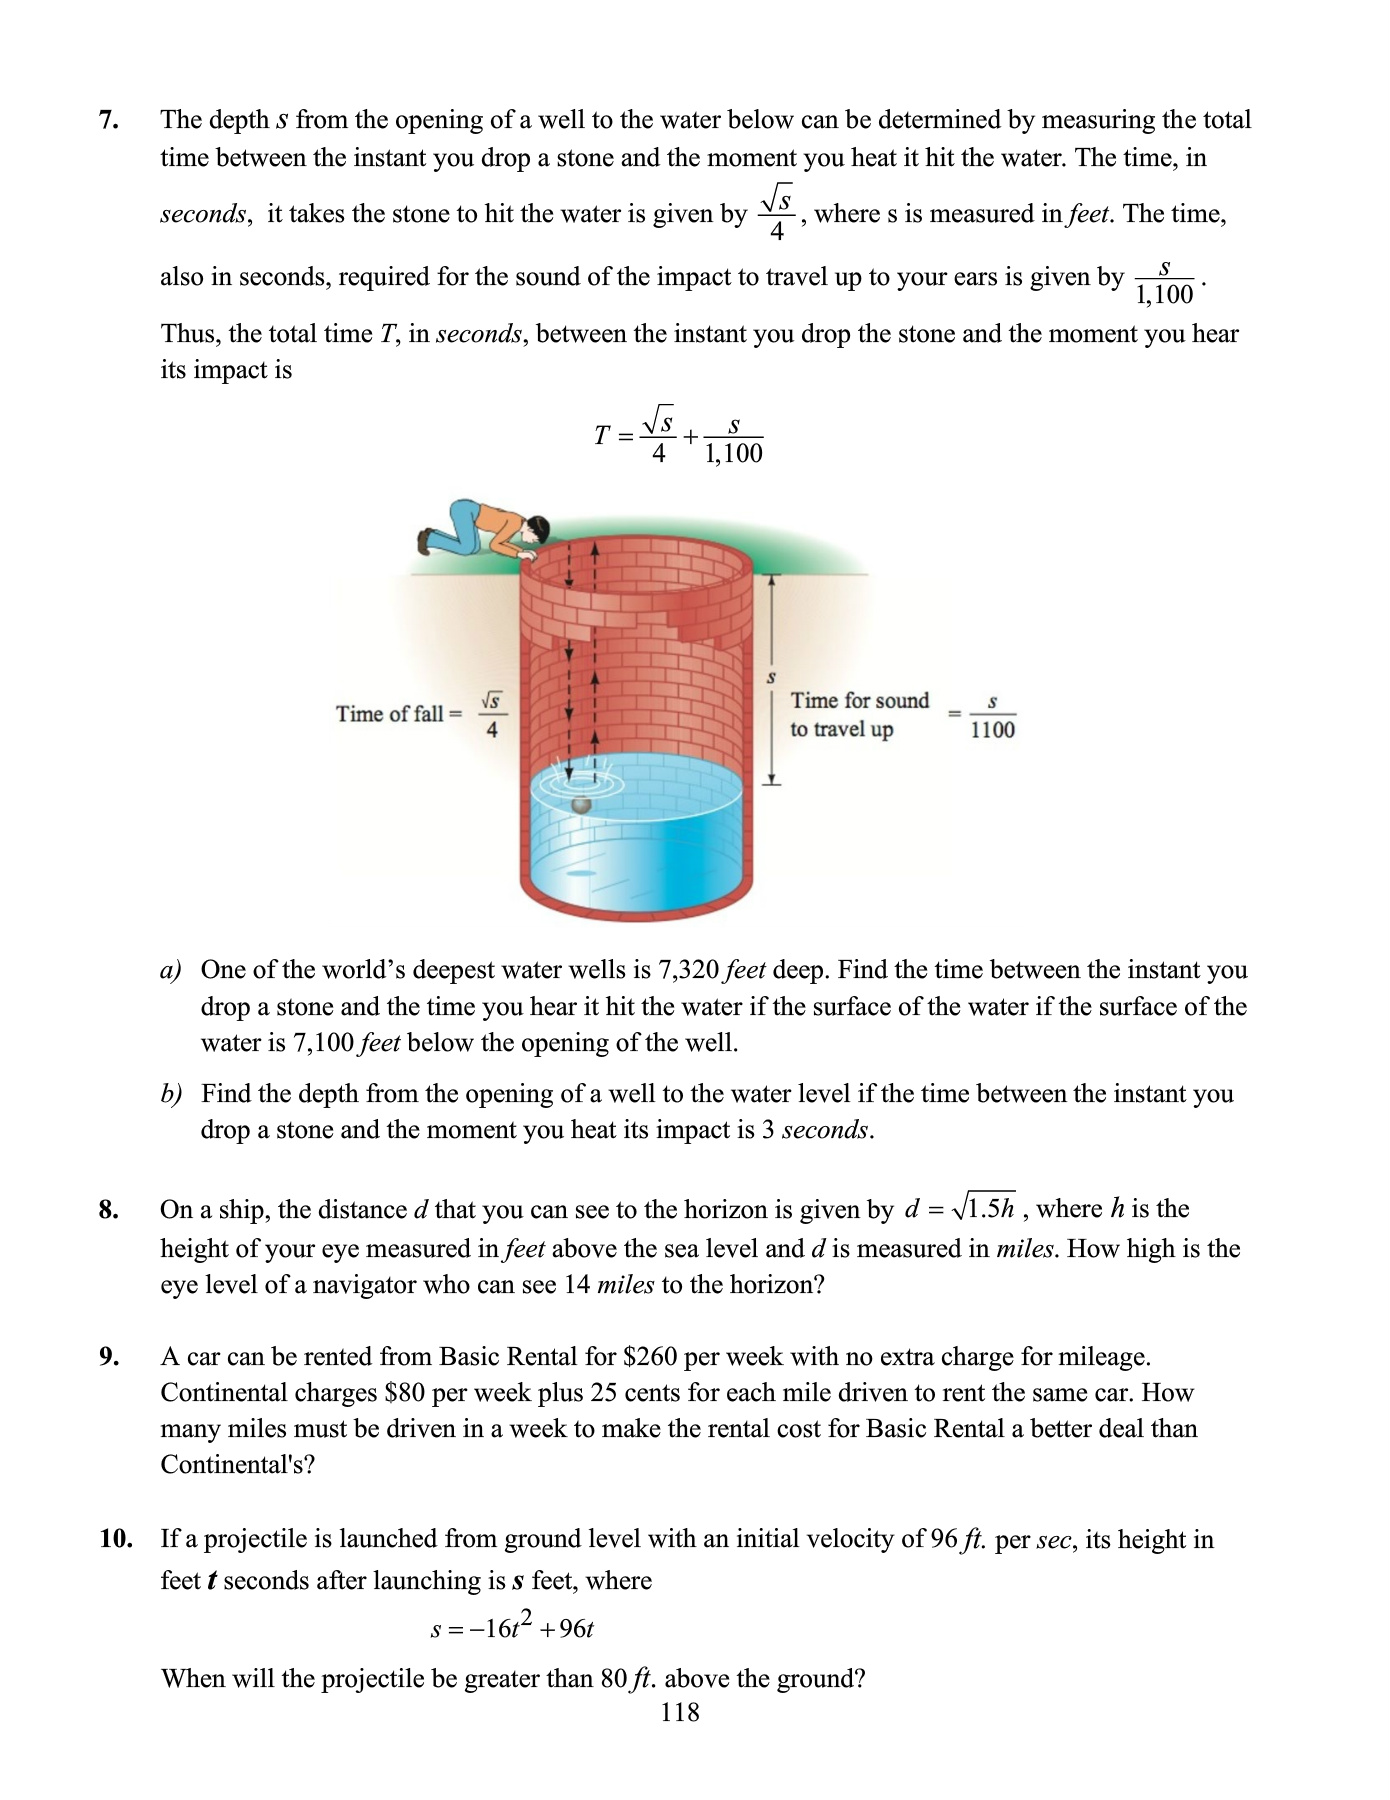 7. The depth s from the opening of a well to the water below can be determined by measuring the total
time between the instant you drop a stone and the moment you heat it hit the water. The time, in
seconds, it takes the stone to hit the water is given by √s/4, where s is measured in feet. The time,
also in seconds, required for the sound of the impact to travel up to your ears is given by s/1,100.
Thus, the total time T, in seconds, between the instant you drop the stone and the moment you hear
its impact is
T = √s/4 + s/1,100
s
Time of fall = √s/4
Time for sound
to travel up = s/1100
a) One of the world’s deepest water wells is 7,320 feet deep. Find the time between the instant you
drop a stone and the time you hear it hit the water if the surface of the water if the surface of the
water is 7,100 feet below the opening of the well.
b) Find the depth from the opening of a well to the water level if the time between the instant you
drop a stone and the moment you heat its impact is 3 seconds.
8. On a ship, the distance d that you can see to the horizon is given by d = √1.5h , where h is the
height of your eye measured in feet above the sea level and d is measured in miles. How high is the
eye level of a navigator who can see 14 miles to the horizon?
9. A car can be rented from Basic Rental for $260 per week with no extra charge for mileage.
Continental charges $80 per week plus 25 cents for each mile driven to rent the same car. How
many miles must be driven in a week to make the rental cost for Basic Rental a better deal than
Continental's?
10. If a projectile is launched from ground level with an initial velocity of 96 ft. per sec, its height in
feet t seconds after launching is s feet, where
s = −16t² + 96t
When will the projectile be greater than 80 ft. above the ground?
118